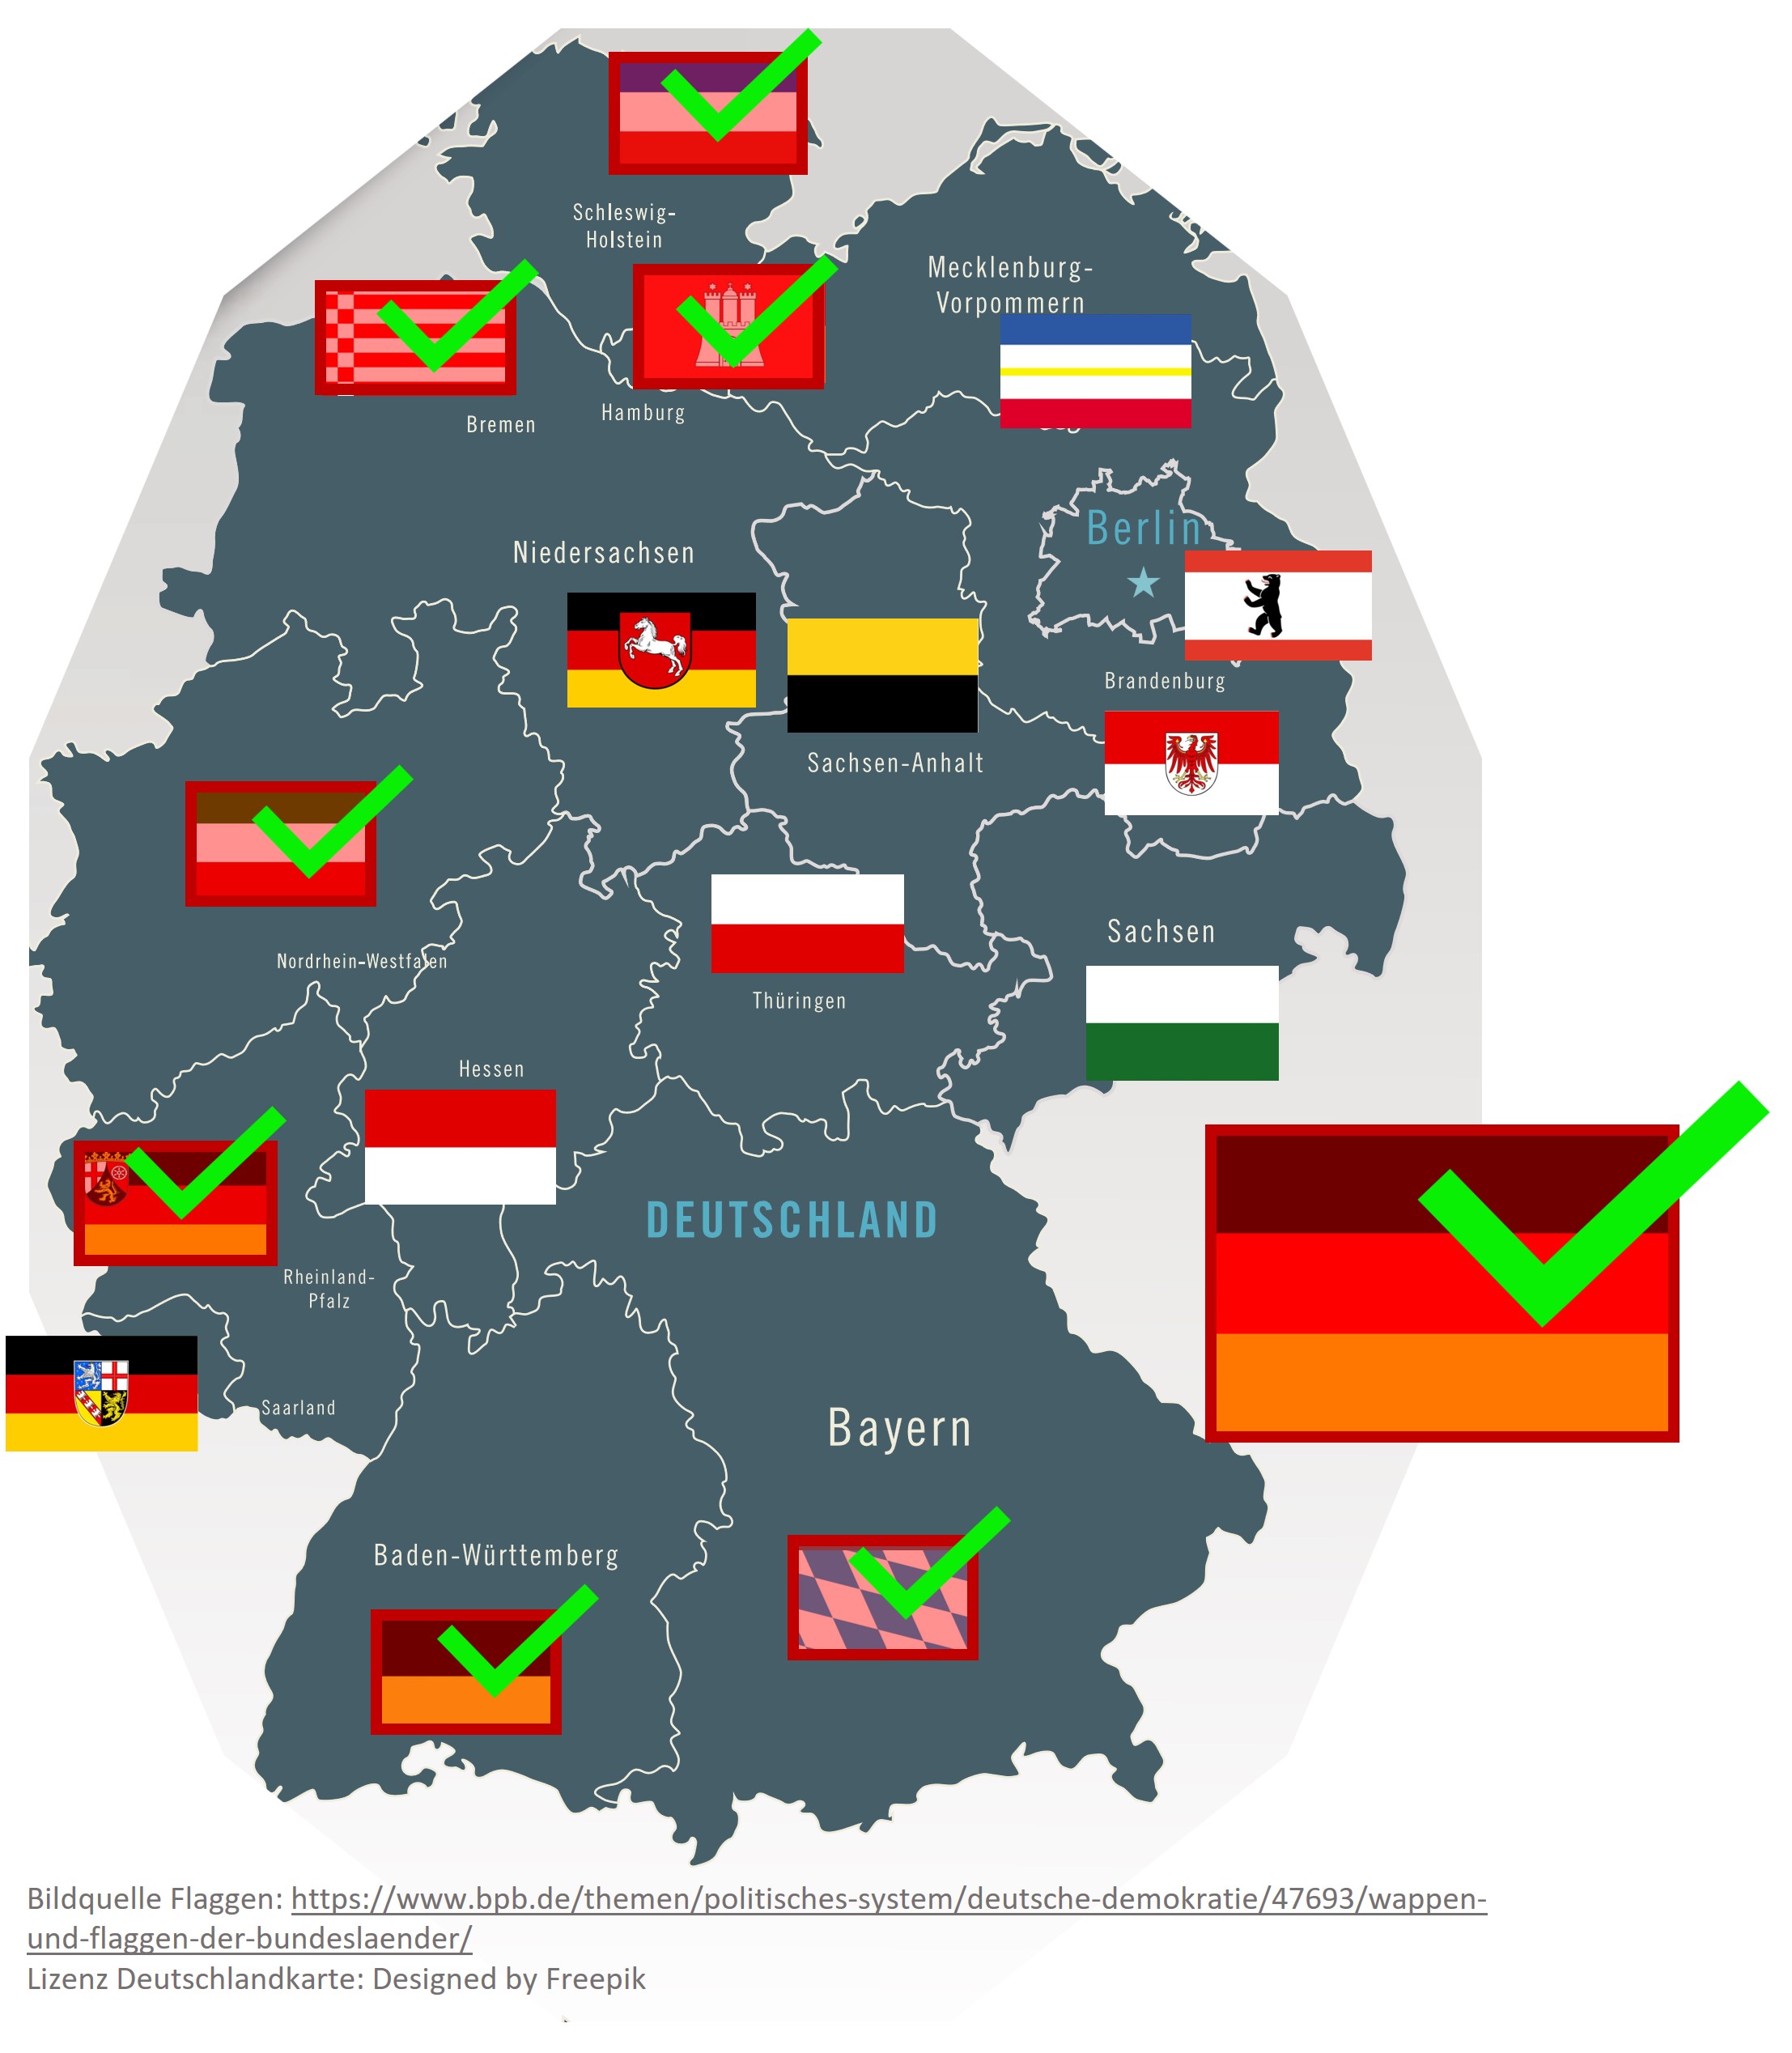 Schleswig-
Holstein
Mecklenburg-
Vorpommern
Hamburg
Bremen
Berlin
Niedersachsen
Brandenburg
Sachsen-Anhalt
Sachsen
Nordrhein-Westfalen
Thüringen
Hessen
DEUTSCHLAND
Rheinland-
Pfalz
Saarland
Bayern
Baden-Württemberg
Bildquelle Flaggen: https://www.bpb.de/themen/politisches-system/deutsche-demokratie/47693/wappen-
und-flaggen-der-bundeslaender/
Lizenz Deutschlandkarte: Designed by Freepik